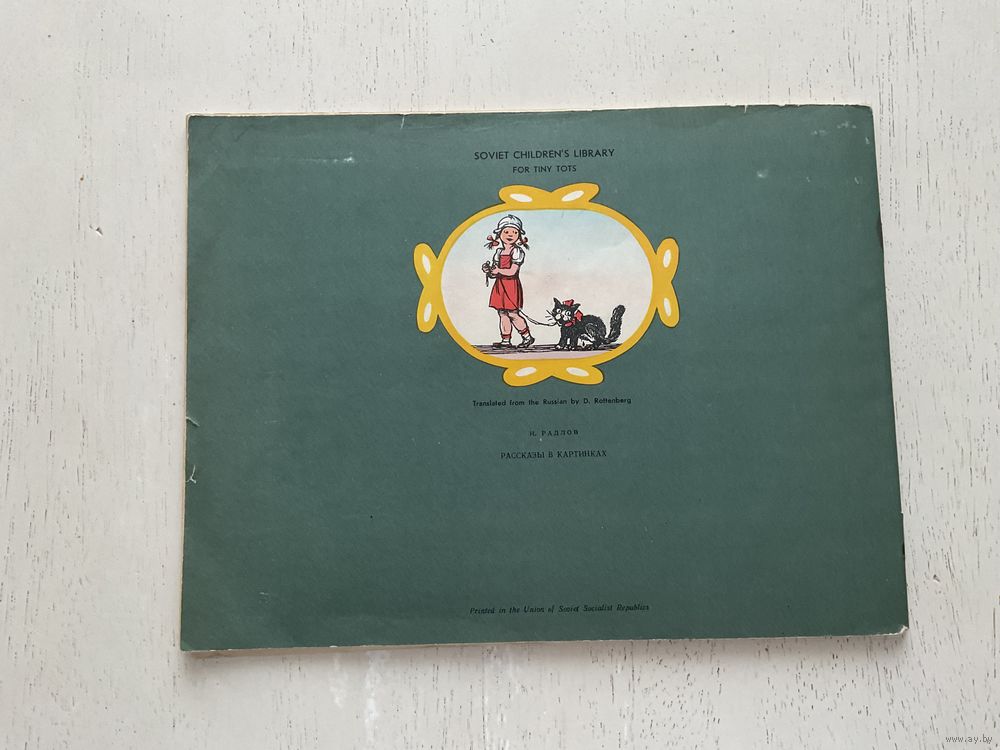 SOVIET CHILDREN'S LIBRARY
FOR TINY TOTS
Translated from the Russian by D. Rottenberg
Н. РАДЛОВ
РАССКАЗЫ В КАРТИНКАХ
Printed in the Union of Soviet Socialist Republics
www.ay.by